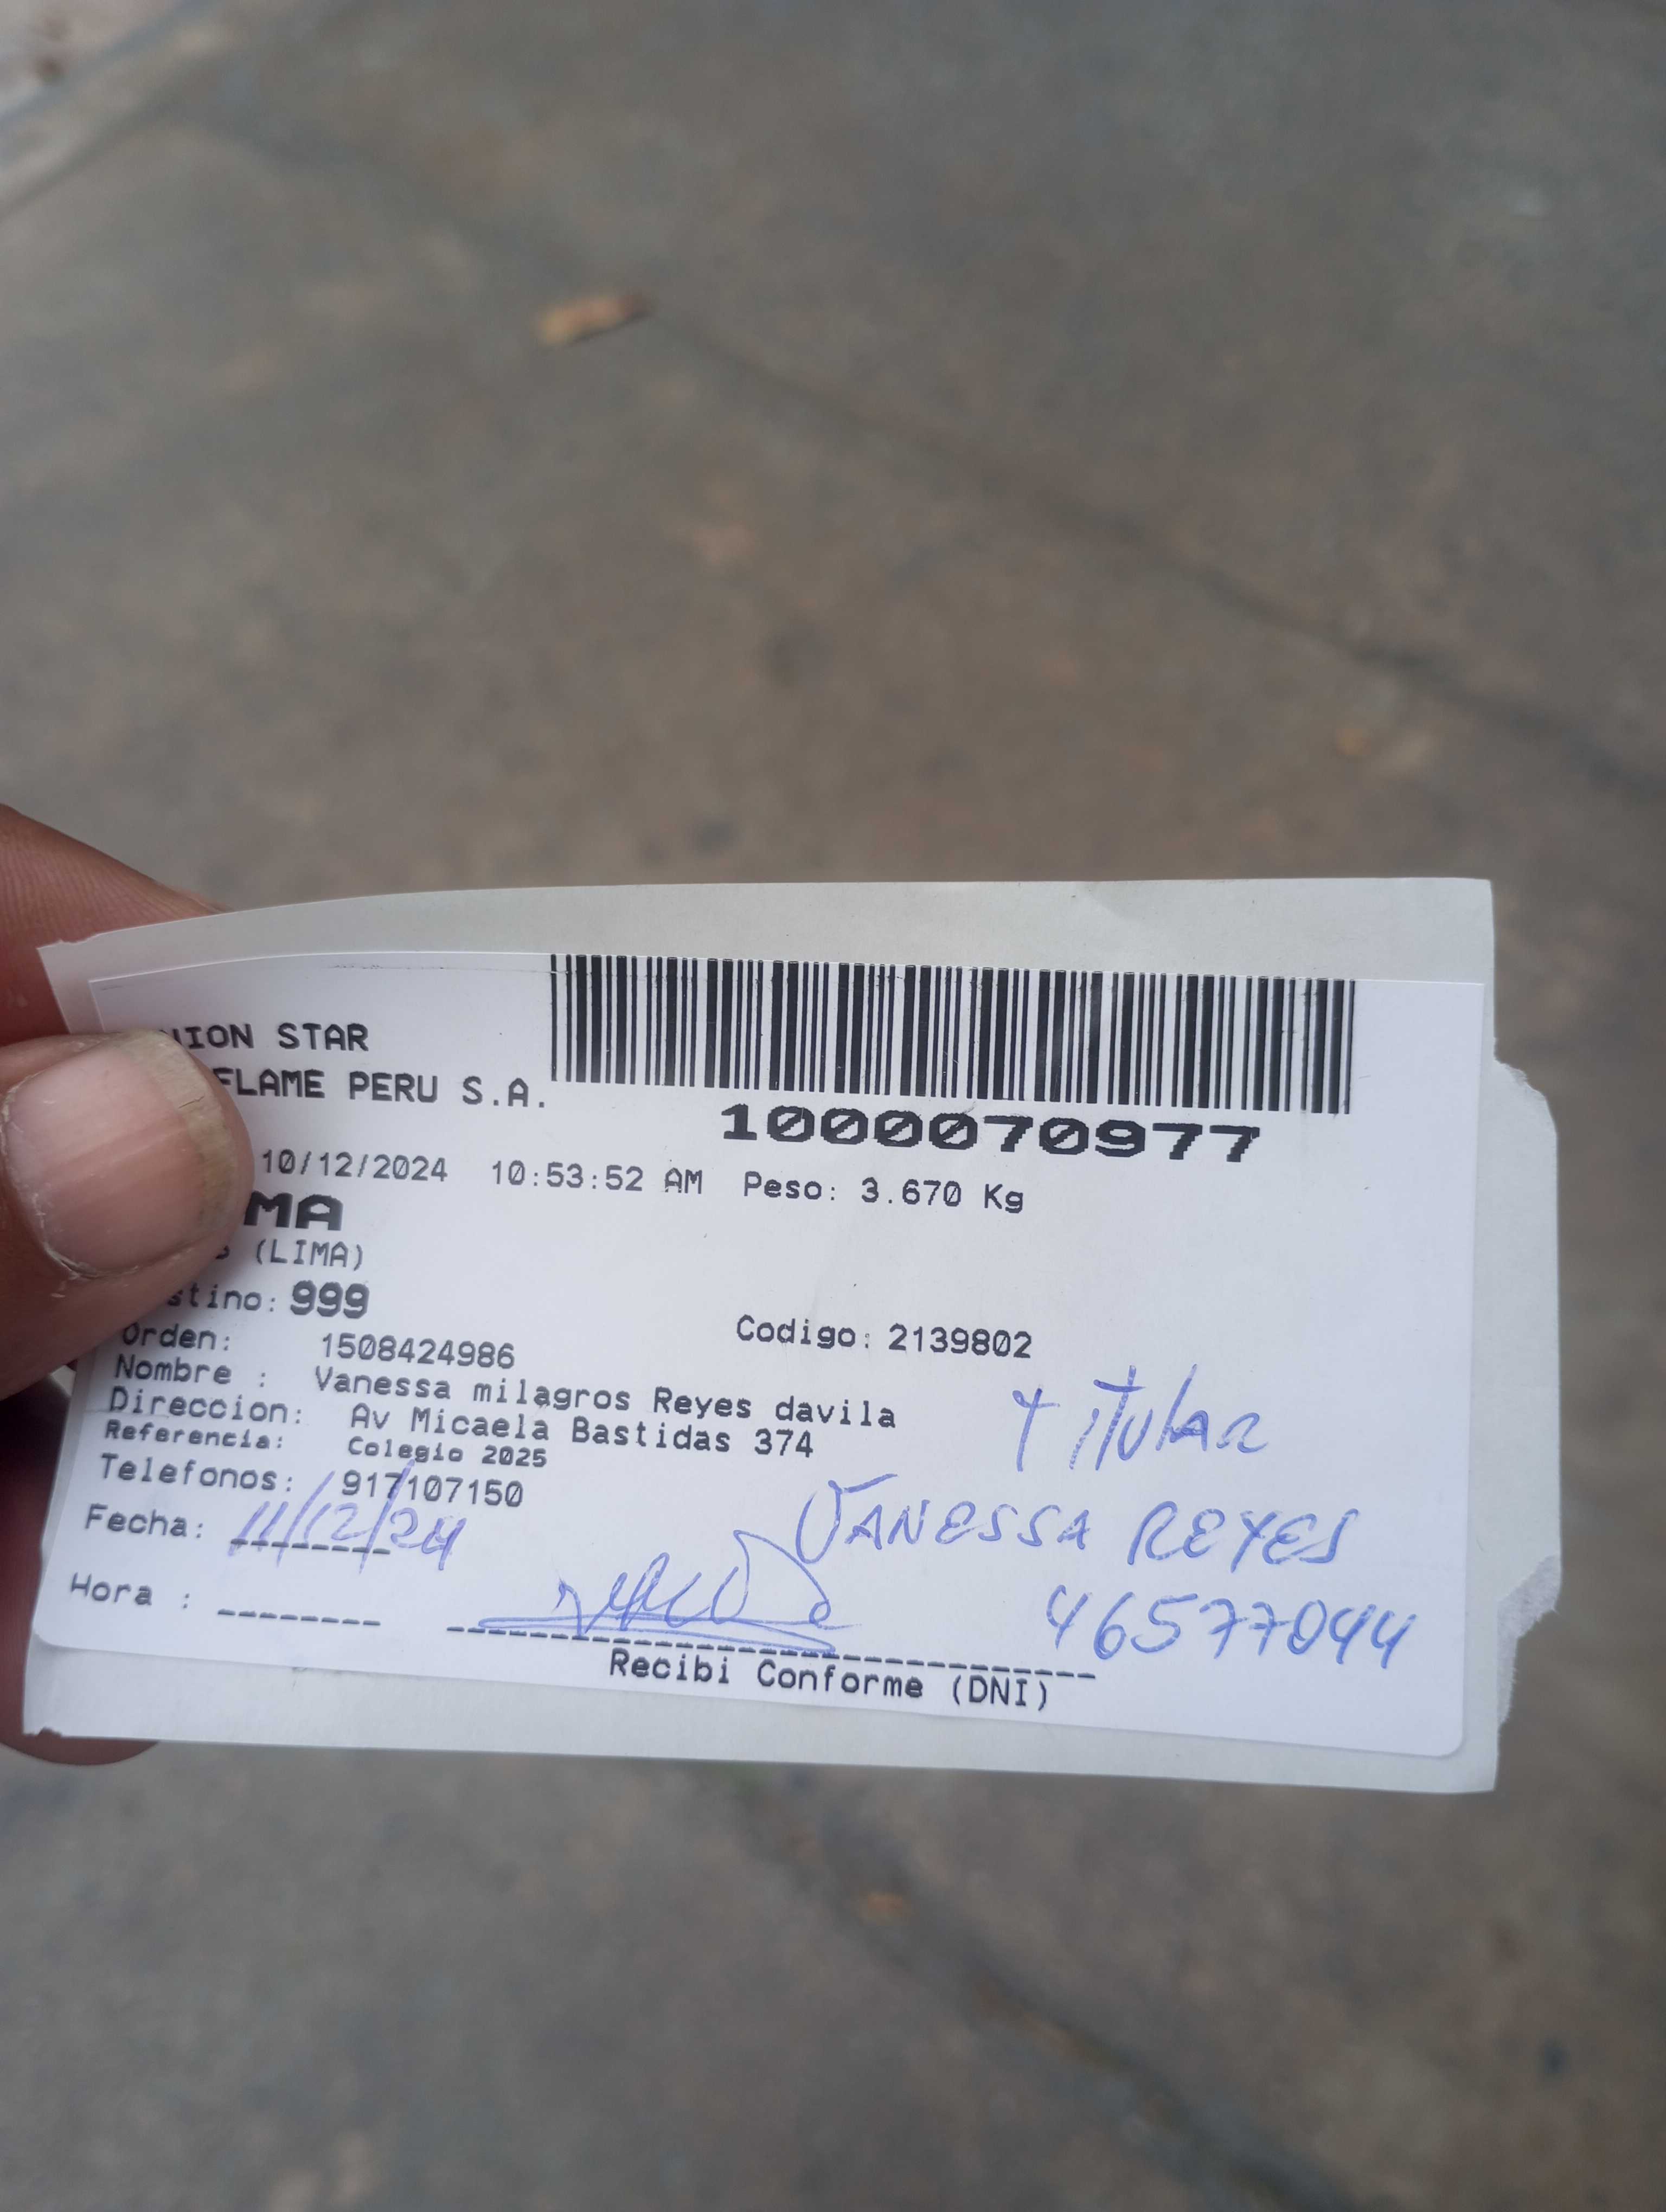 NION STAR
FLAME PERU S.A.
1000070977
10/12/2024 10:53:52 AM Peso: 3.670 Kg
MA
(LIMA)
stino: 999
Orden: 1508424986 Codigo: 2139802
Nombre : Vanessa milagros Reyes davila
Direccion: Av Micaela Bastidas 374
Referencia: Colegio 2025
Titular
Telefonos: 917107150
VANESSA REYES
Fecha: 11/12/24
46577044
Hora : --------
Recibi Conforme (DNI)